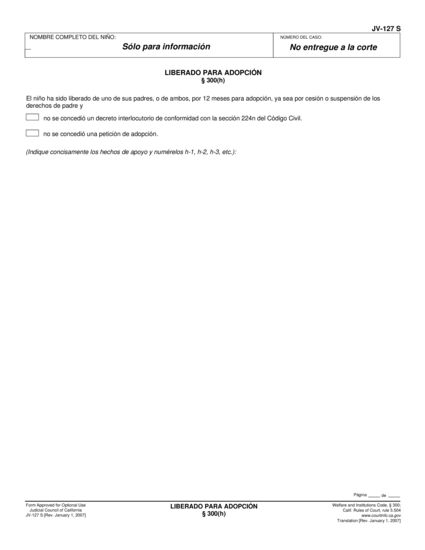 JV-127 S
NOMBRE COMPLETO DEL NIÑO:
Sólo para información
NÚMERO DEL CASO:
No entregue a la corte
LIBERADO PARA ADOPCIÓN
§ 300(h)
El niño ha sido liberado de uno de sus padres, o de ambos, por 12 meses para adopción, ya sea por cesión o suspensión de los
derechos de padre y
no se concedió un decreto interlocutorio de conformidad con la sección 224n del Código Civil.
no se concedió una petición de adopción.
(Indique concisamente los hechos de apoyo y numérelos h-1, h-2, h-3, etc.):
Página _____ de _____
Form Approved for Optional Use
Judicial Council of California
JV-127 S [Rev. January 1, 2007]
LIBERADO PARA ADOPCIÓN
§ 300(h)
Welfare and Institutions Code, § 300;
Calif. Rules of Court, rule 5.504
www.courtinfo.ca.gov
Translation [Rev. January 1, 2007]